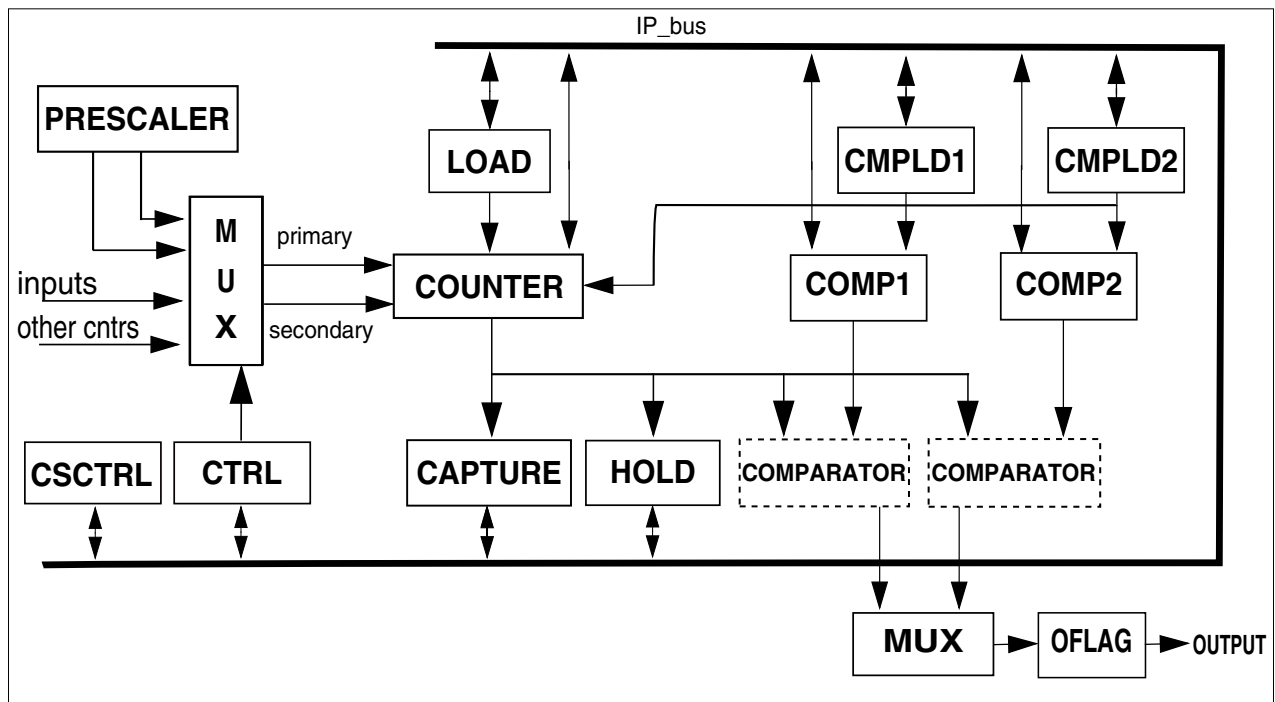 IP_bus
PRESCALER
LOAD
CMPLD1
CMPLD2
M
U
X
primary
secondary
inputs
other cntrs
COUNTER
COMP1
COMP2
CSCTRL
CTRL
CAPTURE
HOLD
COMPARATOR
COMPARATOR
MUX
OFLAG
OUTPUT